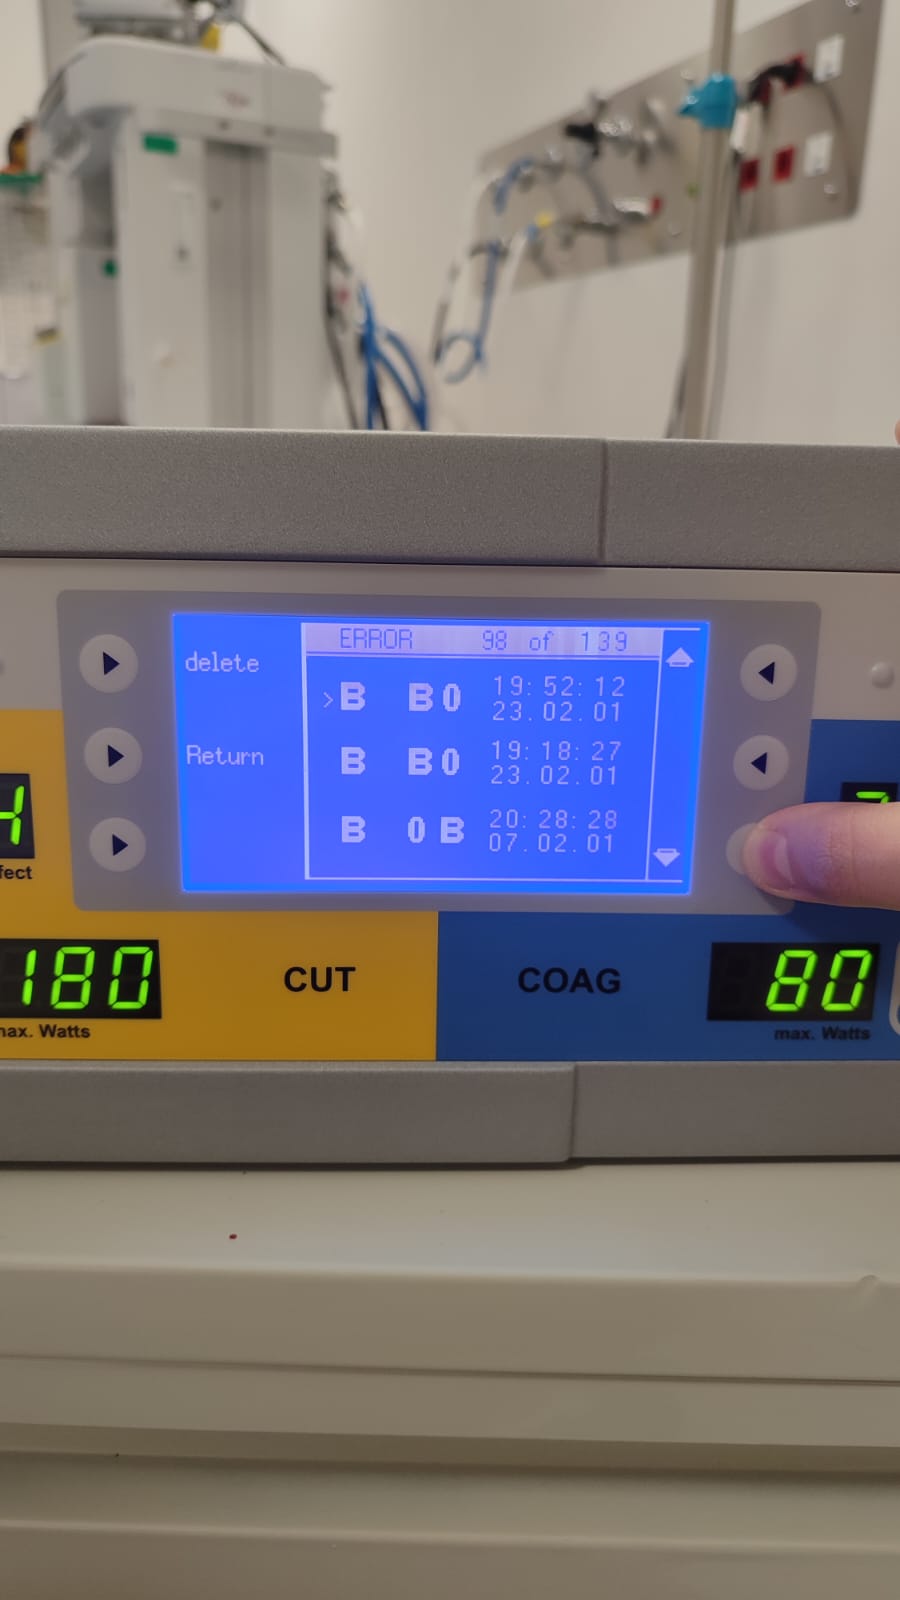 ERROR 98 of 139
delete
> B B0 19:52:12
23.02.01
Return
B B0 19:18:27
23.02.01
B 0B 20:28:28
07.02.01
fect
180
CUT
COAG
80
max. Watts
max. Watts